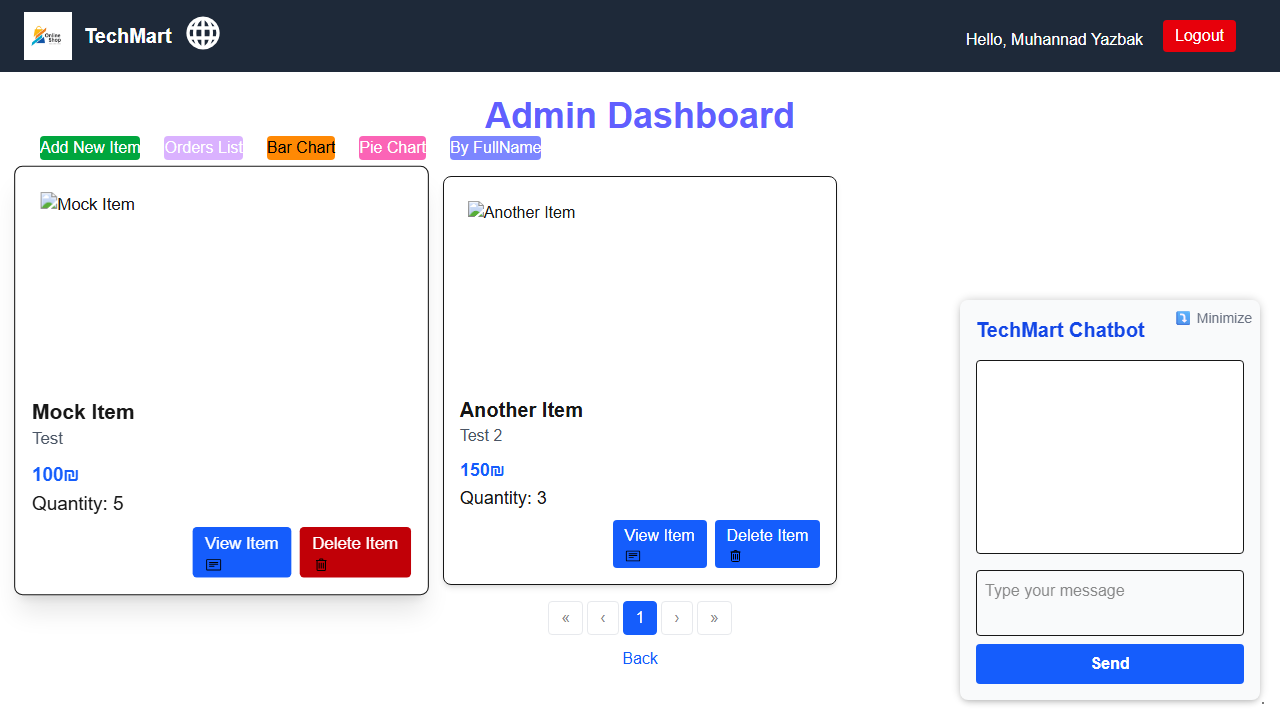 Online
Shop
TechMart
Hello, Muhannad Yazbak
Logout
Admin Dashboard
Add New Item
Orders List
Bar Chart
Pie Chart
By FullName
Mock Item
Mock Item
Test
100₪
Quantity: 5
View Item
Delete Item
Another Item
Another Item
Test 2
150₪
Quantity: 3
View Item
Delete Item
« ‹ 1 › »
Back
Minimize
TechMart Chatbot
Type your message
Send
.